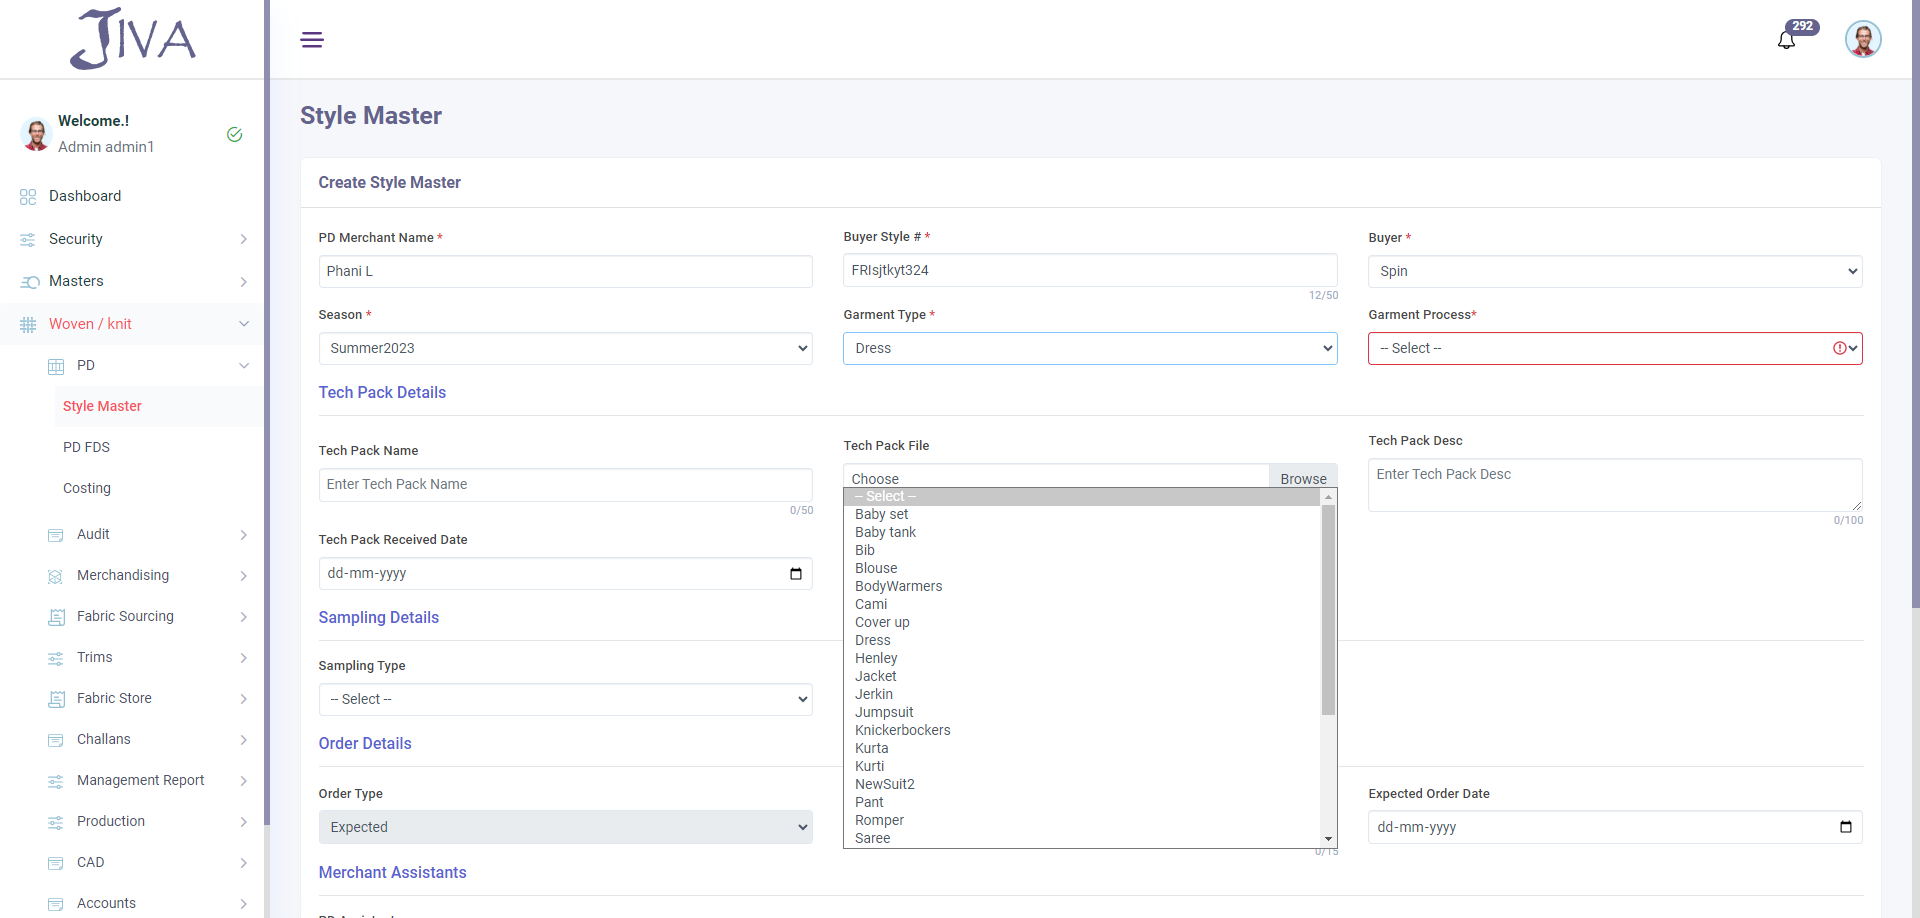 JIVA
292
Welcome.!
Admin admin1
Dashboard
Security
Masters
Woven / knit
PD
Style Master
PD FDS
Costing
Audit
Merchandising
Fabric Sourcing
Trims
Fabric Store
Challans
Management Report
Production
CAD
Accounts
Style Master
Create Style Master
PD Merchant Name *
Phani L
Buyer Style # *
FRIsjtkyt324
12/50
Buyer *
Spin
Season *
Summer2023
Garment Type *
Dress
Garment Process*
-- Select --
Tech Pack Details
Tech Pack Name
Enter Tech Pack Name
0/50
Tech Pack File
Choose
Browse
Tech Pack Desc
Enter Tech Pack Desc
0/100
-- Select --
Baby set
Baby tank
Bib
Blouse
BodyWarmers
Cami
Cover up
Dress
Henley
Jacket
Jerkin
Jumpsuit
Knickerbockers
Kurta
Kurti
NewSuit2
Pant
Romper
Saree
Tech Pack Received Date
dd-mm-yyyy
Sampling Details
Sampling Type
-- Select --
Order Details
Order Type
Expected
0/15
Expected Order Date
dd-mm-yyyy
Merchant Assistants